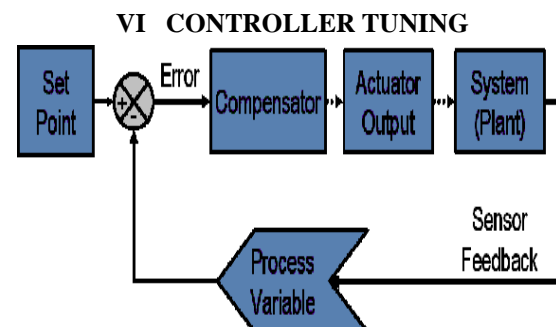 VI CONTROLLER TUNING
Set
Point
+
-
Error
Compensator
Actuator
Output
System
(Plant)
Sensor
Feedback
Process
Variable